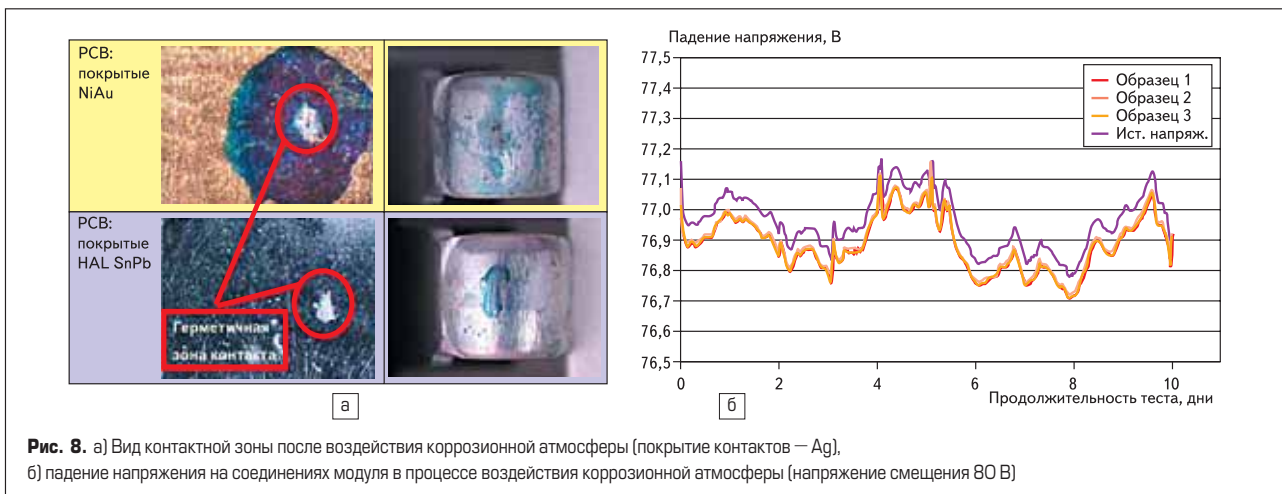 PCB:
покрытые
NiAu
PCB:
покрытые
HAL SnPb
Герметичная
зона контакта
а
Падение напряжения, В
77,5
77,4
77,3
77,2
77,1
77,0
76,9
76,8
76,7
76,6
76,5
Образец 1
Образец 2
Образец 3
Ист. напряж.
0
2
4
6
8
10
Продолжительность теста, дни
б
Рис. 8. а) Вид контактной зоны после воздействия коррозионной атмосферы (покрытие контактов — Ag),
б) падение напряжения на соединениях модуля в процессе воздействия коррозионной атмосферы (напряжение смещения 80 В)